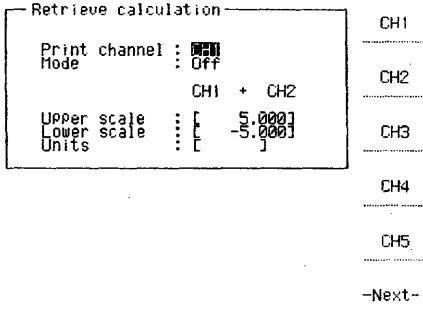 Retrieve calculation
Print channel : CH1
Mode : Off
CH1 + CH2
Upper scale : [ 5.000]
Lower scale : [ -5.000]
Units : [ ]
CH1
CH2
CH3
CH4
CH5
-Next-